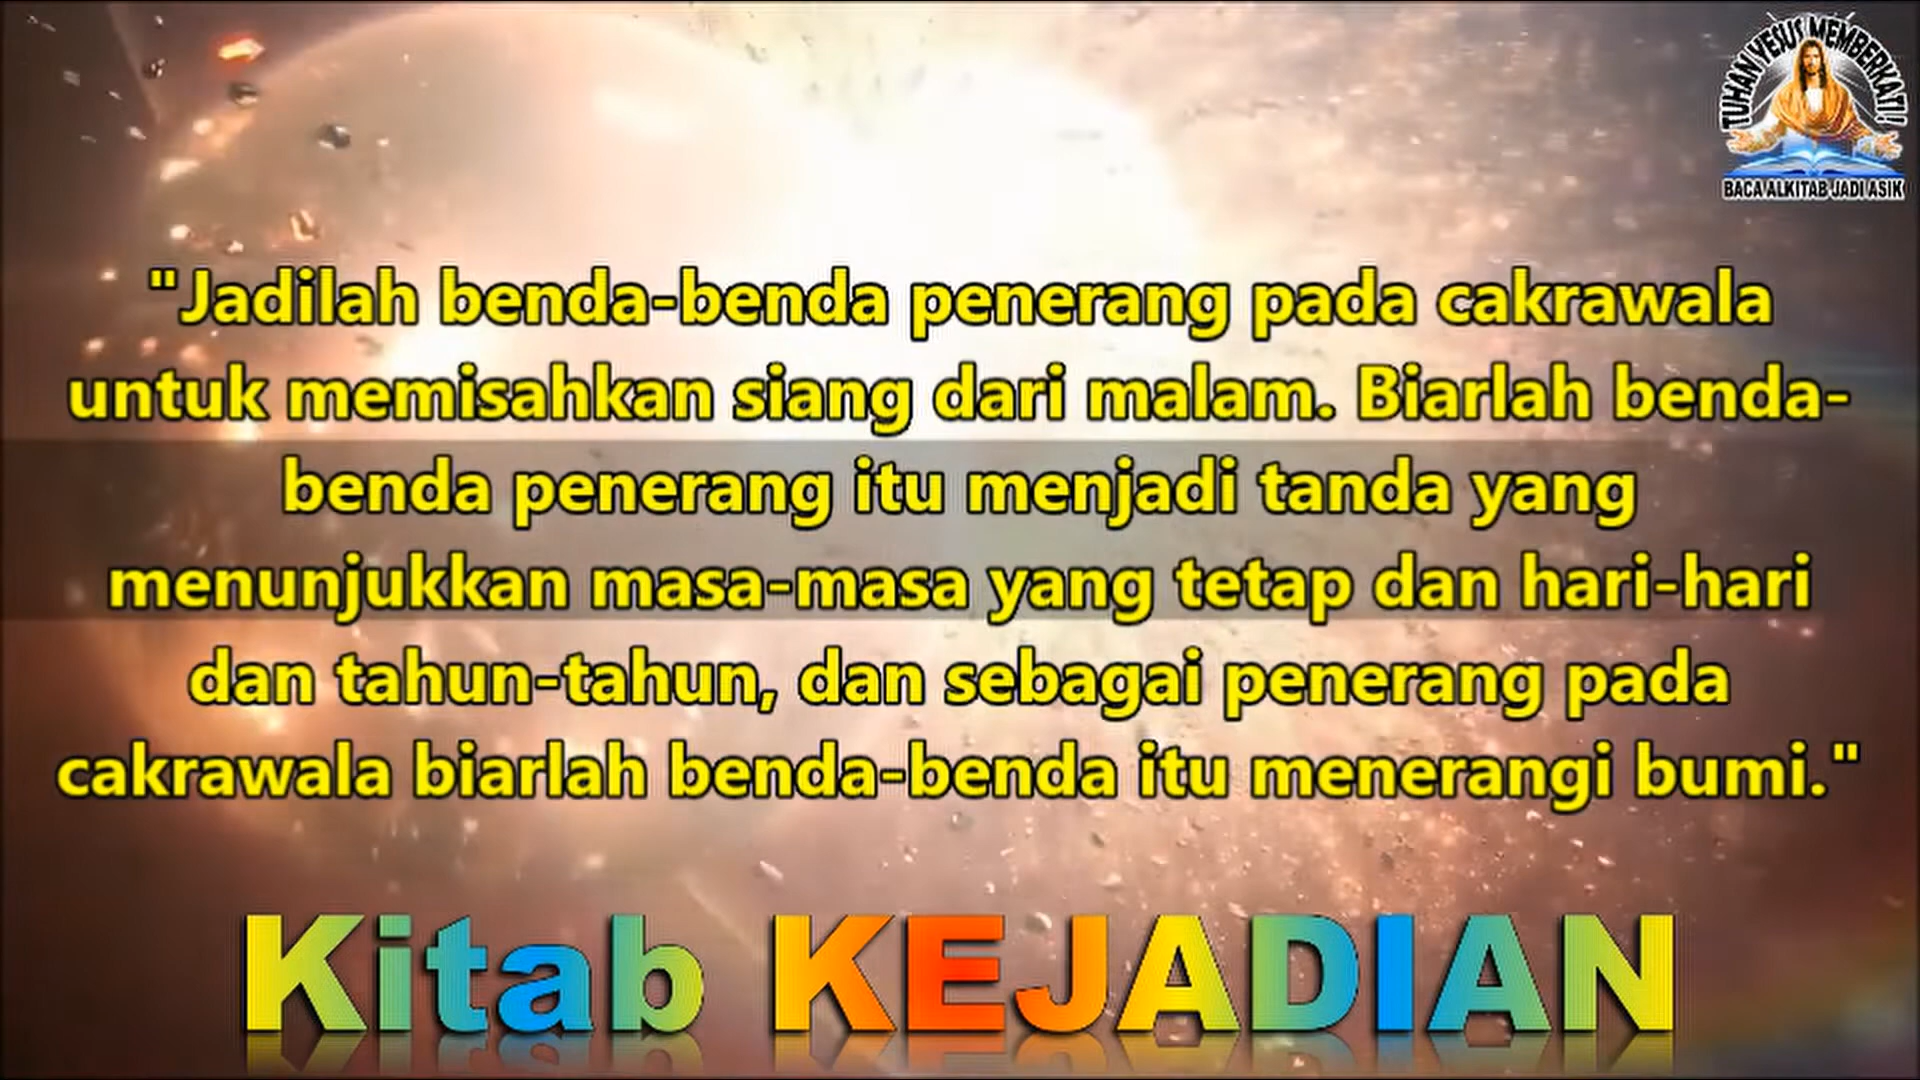 TUHAN YESUS MEMBERKATI!
BACA ALKITAB JADI ASIK
"Jadilah benda-benda penerang pada cakrawala
untuk memisahkan siang dari malam. Biarlah benda-
benda penerang itu menjadi tanda yang
menunjukkan masa-masa yang tetap dan hari-hari
dan tahun-tahun, dan sebagai penerang pada
cakrawala biarlah benda-benda itu menerangi bumi."
Kitab KEJADIAN